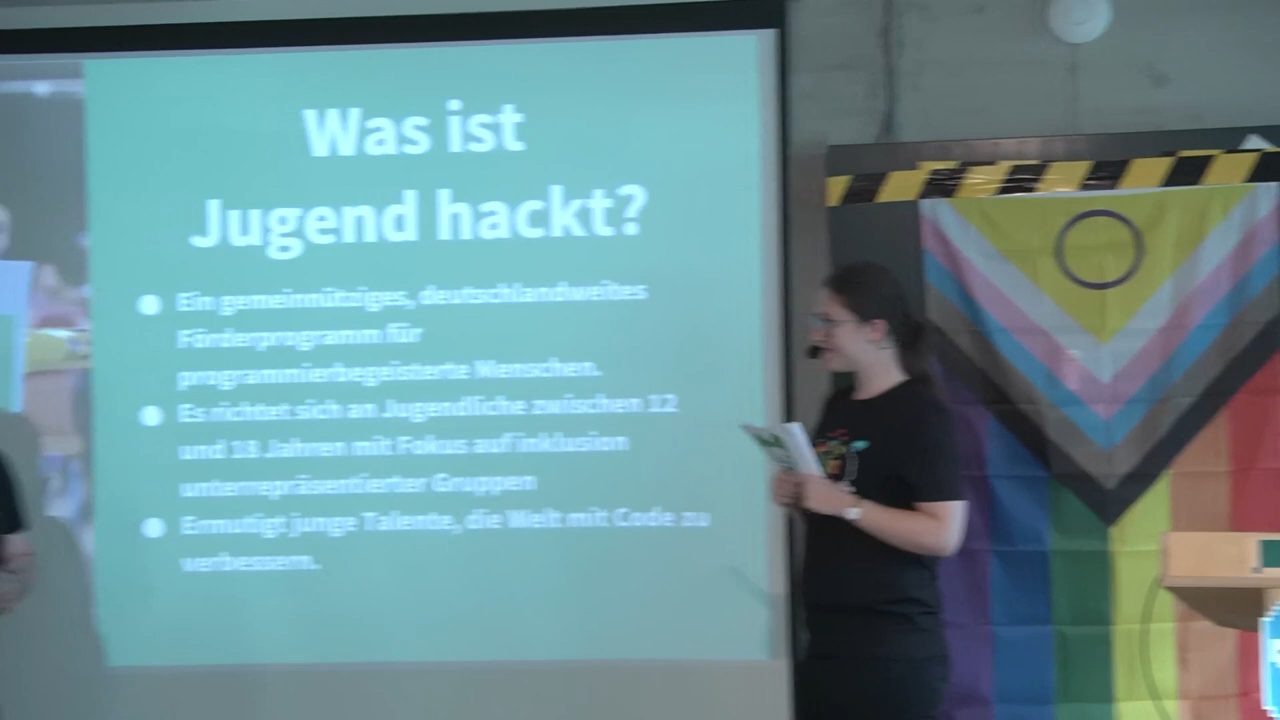 Was ist
Jugend hackt?
Ein gemeinnütziges, deutschlandweites
Förderprogramm für
programmierbegeisterte Menschen.
Es richtet sich an Jugendliche zwischen 12
und 18 Jahren mit Fokus auf inklusion
unterrepräsentierter Gruppen
Ermutigt junge Talente, die Welt mit Code zu
verbessern.